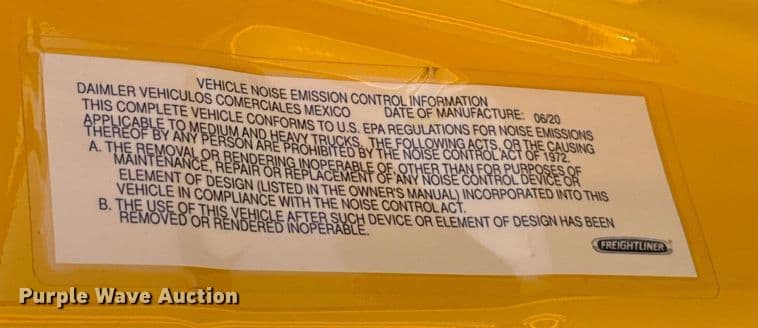 VEHICLE NOISE EMISSION CONTROL INFORMATION
DAIMLER VEHICULOS COMERCIALES MEXICO DATE OF MANUFACTURE: 06/20
THIS COMPLETE VEHICLE CONFORMS TO U.S. EPA REGULATIONS FOR NOISE EMISSIONS
APPLICABLE TO MEDIUM AND HEAVY TRUCKS. THE FOLLOWING ACTS, OR THE CAUSING
THEREOF BY ANY PERSON ARE PROHIBITED BY THE NOISE CONTROL ACT OF 1972.
A. THE REMOVAL OR RENDERING INOPERABLE OF, OTHER THAN FOR PURPOSES OF
MAINTENANCE, REPAIR OR REPLACEMENT OF ANY NOISE CONTROL DEVICE OR
ELEMENT OF DESIGN (LISTED IN THE OWNER'S MANUAL) INCORPORATED INTO THIS
VEHICLE IN COMPLIANCE WITH THE NOISE CONTROL ACT.
B. THE USE OF THIS VEHICLE AFTER SUCH DEVICE OR ELEMENT OF DESIGN HAS BEEN
REMOVED OR RENDERED INOPERABLE.
FREIGHTLINER
Purple Wave Auction